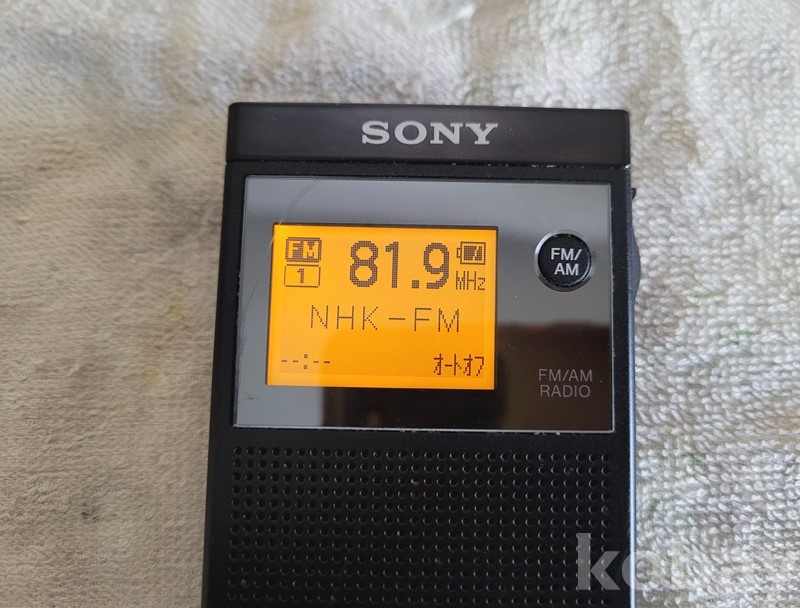 SONY
FM 81.9 MHz
1
NHK-FM
--:-- ｵｰﾄｵﾌ
FM/
AM
FM/AM
RADIO